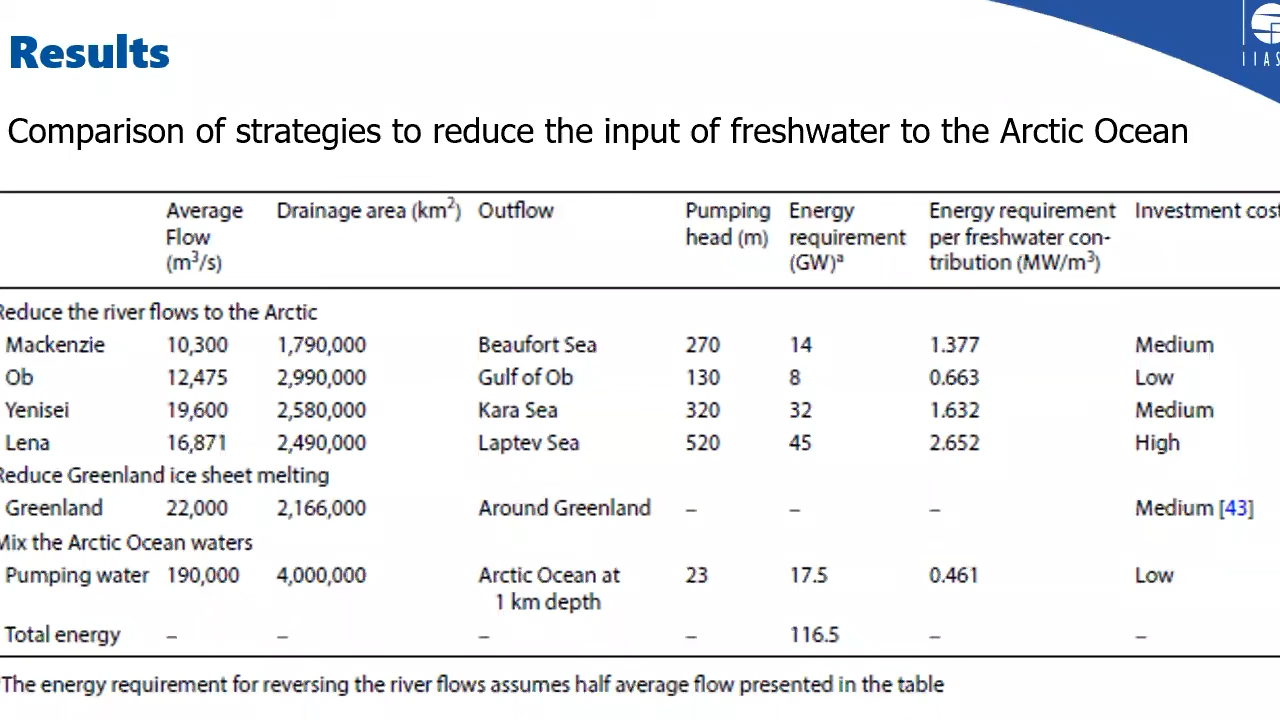 IIAS
Results
Comparison of strategies to reduce the input of freshwater to the Arctic Ocean
Average Flow (m³/s) Drainage area (km²) Outflow Pumping head (m) Energy requirement (GW)ᵃ Energy requirement per freshwater con-tribution (MW/m³) Investment cost
Reduce the river flows to the Arctic
Mackenzie 10,300 1,790,000 Beaufort Sea 270 14 1.377 Medium
Ob 12,475 2,990,000 Gulf of Ob 130 8 0.663 Low
Yenisei 19,600 2,580,000 Kara Sea 320 32 1.632 Medium
Lena 16,871 2,490,000 Laptev Sea 520 45 2.652 High
Reduce Greenland ice sheet melting
Greenland 22,000 2,166,000 Around Greenland – – – Medium [43]
Mix the Arctic Ocean waters
Pumping water 190,000 4,000,000 Arctic Ocean at 1 km depth 23 17.5 0.461 Low
Total energy – – – – 116.5 – –
ᵃThe energy requirement for reversing the river flows assumes half average flow presented in the table